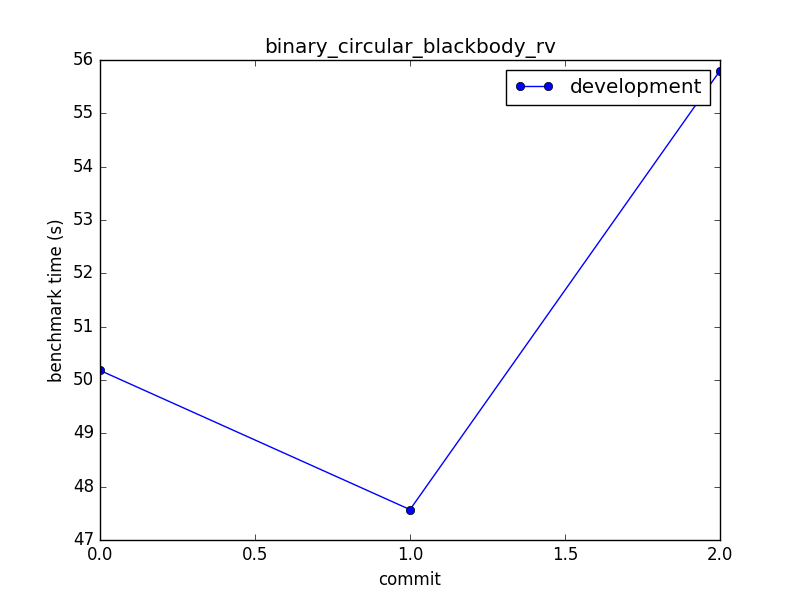 binary_circular_blackbody_rv
development
56
55
54
53
52
51
50
49
48
47
benchmark time (s)
0.0 0.5 1.0 1.5 2.0
commit